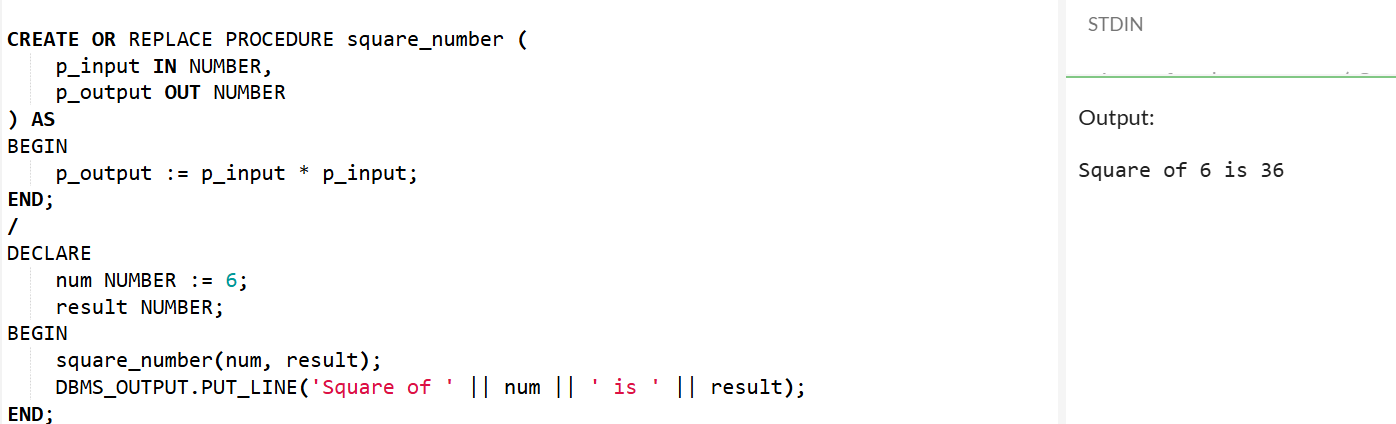 CREATE OR REPLACE PROCEDURE square_number (
    p_input IN NUMBER,
    p_output OUT NUMBER
) AS
BEGIN
    p_output := p_input * p_input;
END;
/
DECLARE
    num NUMBER := 6;
    result NUMBER;
BEGIN
    square_number(num, result);
    DBMS_OUTPUT.PUT_LINE('Square of ' || num || ' is ' || result);
END;
STDIN
Output:
Square of 6 is 36